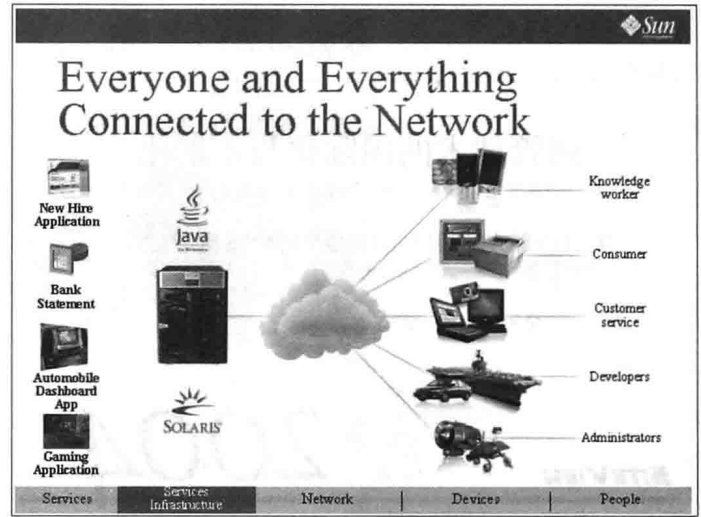 Sun
Everyone and Everything
Connected to the Network
New Hire
Application
Bank
Statement
Automobile
Dashboard
App
Gaming
Application
Java
SOLARIS
Knowledge
worker
Consumer
Customer
service
Developers
Administrators
Services
Services
Infrastructure
Network
Devices
People